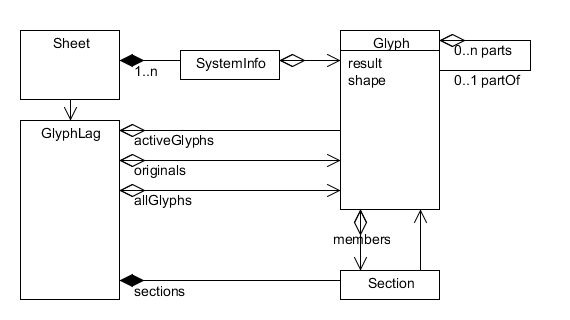 Sheet
1..n
SystemInfo
Glyph
result
shape
0..n parts
0..1 partOf
GlyphLag
activeGlyphs
originals
allGlyphs
members
sections
Section